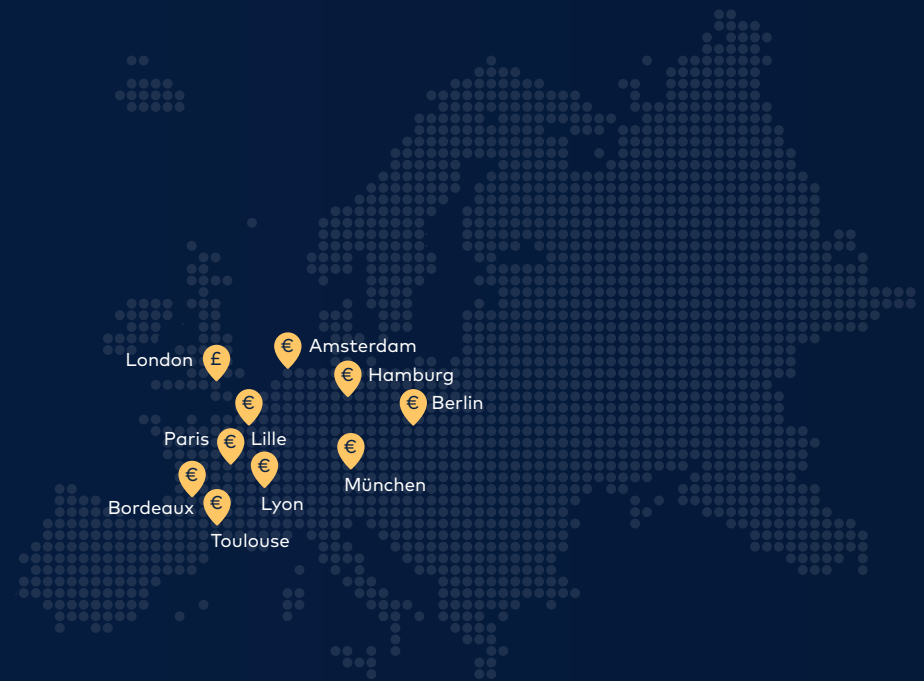 € Amsterdam
London £
€ Hamburg
€ € Berlin
Paris € Lille
€
€
€ München
Bordeaux € Lyon
Toulouse